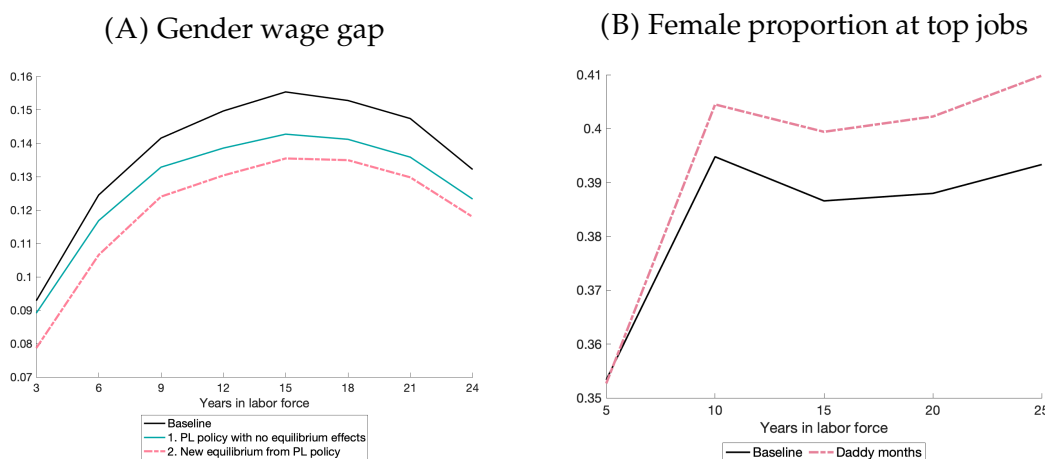 (A) Gender wage gap
0.16
0.15
0.14
0.13
0.12
0.11
0.1
0.09
0.08
0.07
3 6 9 12 15 18 21 24
Years in labor force
Baseline
1. PL policy with no equilibrium effects
2. New equilibrium from PL policy
(B) Female proportion at top jobs
0.41
0.4
0.39
0.38
0.37
0.36
0.35
5 10 15 20 25
Years in labor force
Baseline Daddy months